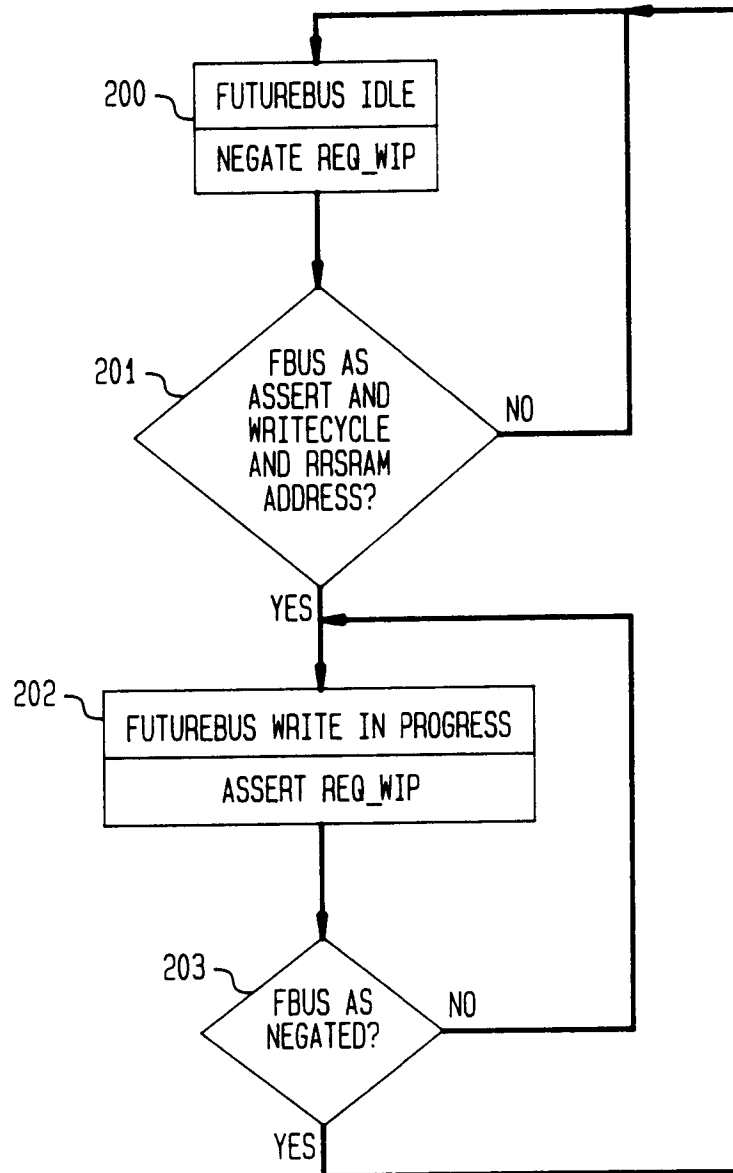 200
FUTUREBUS IDLE
NEGATE REQ_WIP
201
FBUS AS
ASSERT AND
WRITECYCLE
AND RRSRAM
ADDRESS?
NO
YES
202
FUTUREBUS WRITE IN PROGRESS
ASSERT REQ_WIP
203
FBUS AS
NEGATED?
NO
YES